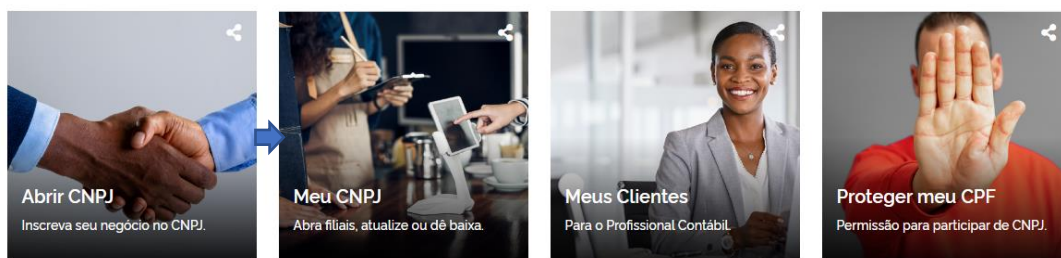 Abrir CNPJ
Inscreva seu negócio no CNPJ.
Meu CNPJ
Abra filiais, atualize ou dê baixa.
Meus Clientes
Para o Profissional Contábil.
Proteger meu CPF
Permissão para participar de CNPJ.